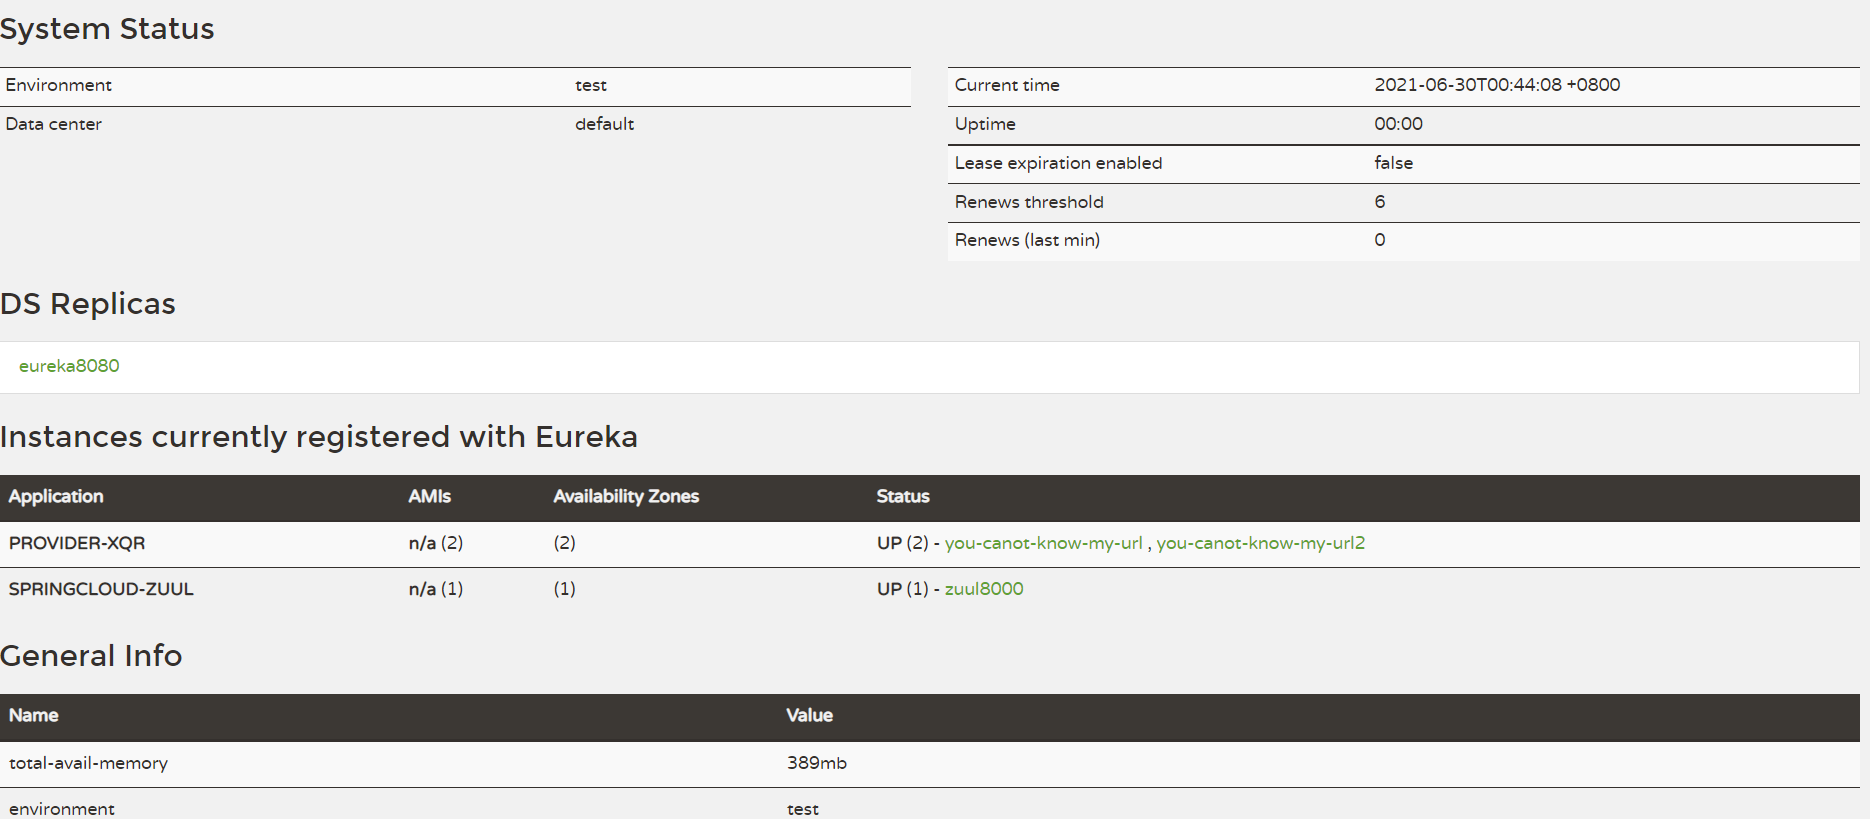 System Status
Environment test
Data center default
Current time 2021-06-30T00:44:08 +0800
Uptime 00:00
Lease expiration enabled false
Renews threshold 6
Renews (last min) 0
DS Replicas
eureka8080
Instances currently registered with Eureka
Application AMIs Availability Zones Status
PROVIDER-XQR n/a (2) (2) UP (2) - you-canot-know-my-url , you-canot-know-my-url2
SPRINGCLOUD-ZUUL n/a (1) (1) UP (1) - zuul8000
General Info
Name Value
total-avail-memory 389mb
environment test